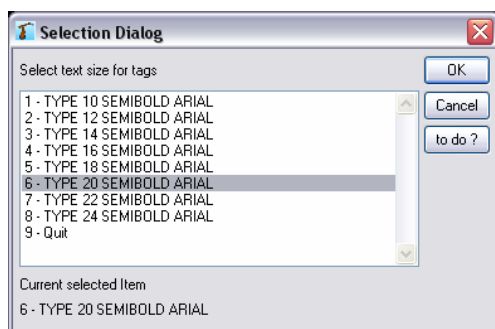 Selection Dialog
Select text size for tags
OK
1 - TYPE 10 SEMIBOLD ARIAL
2 - TYPE 12 SEMIBOLD ARIAL
Cancel
3 - TYPE 14 SEMIBOLD ARIAL
4 - TYPE 16 SEMIBOLD ARIAL
to do ?
5 - TYPE 18 SEMIBOLD ARIAL
6 - TYPE 20 SEMIBOLD ARIAL
7 - TYPE 22 SEMIBOLD ARIAL
8 - TYPE 24 SEMIBOLD ARIAL
9 - Quit
Current selected Item
6 - TYPE 20 SEMIBOLD ARIAL